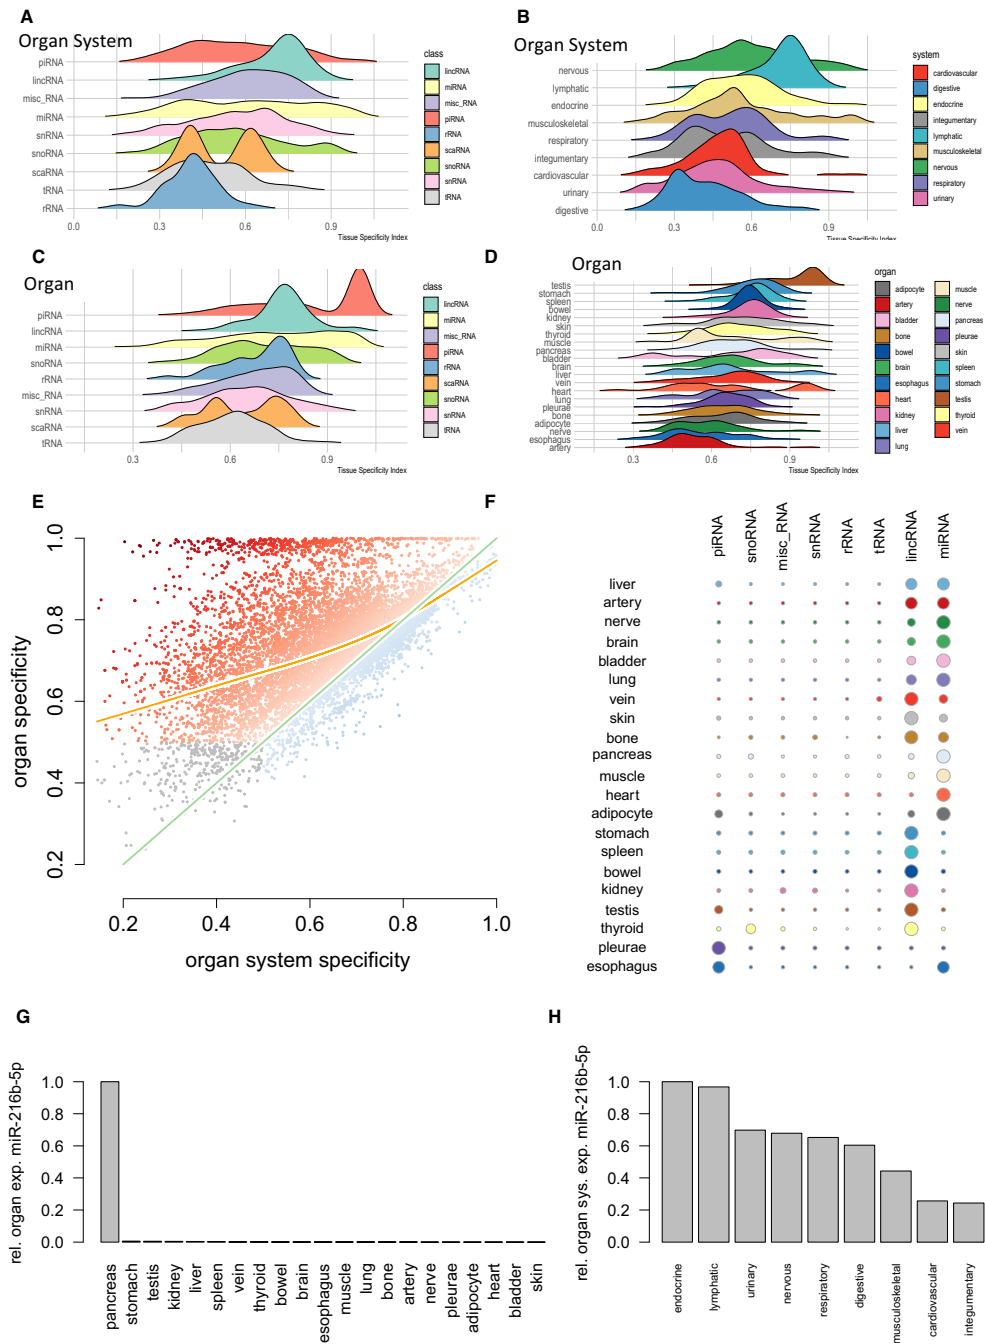 A
Organ System
piRNA
lincRNA
misc_RNA
miRNA
snRNA
snoRNA
scaRNA
tRNA
rRNA
0.0 0.3 0.6 0.9
Tissue Specificity Index
class
lincRNA
miRNA
misc_RNA
piRNA
rRNA
scaRNA
snoRNA
snRNA
tRNA
B
Organ System
nervous
lymphatic
endocrine
musculoskeletal
respiratory
integumentary
cardiovascular
urinary
digestive
0.0 0.3 0.6 0.9
Tissue Specificity Index
system
cardiovascular
digestive
endocrine
integumentary
lymphatic
musculoskeletal
nervous
respiratory
urinary
C
Organ
piRNA
lincRNA
miRNA
snoRNA
rRNA
misc_RNA
snRNA
scaRNA
tRNA
0.3 0.6 0.9
Tissue Specificity Index
class
lincRNA
miRNA
misc_RNA
piRNA
rRNA
scaRNA
snoRNA
snRNA
tRNA
D
Organ
testis
stomach
spleen
bowel
kidney
skin
thyroid
muscle
pancreas
bladder
brain
liver
vein
heart
lung
pleurae
bone
adipocyte
nerve
esophagus
artery
0.3 0.6 0.9
Tissue Specificity Index
organ
adipocyte muscle
artery nerve
bladder pancreas
bone pleurae
bowel skin
brain spleen
esophagus stomach
heart testis
kidney thyroid
liver vein
lung
E
organ specificity
1.0
0.8
0.6
0.4
0.2
0.2 0.4 0.6 0.8 1.0
organ system specificity
F
piRNA snoRNA misc_RNA snRNA rRNA tRNA lincRNA miRNA
liver
artery
nerve
brain
bladder
lung
vein
skin
bone
pancreas
muscle
heart
adipocyte
stomach
spleen
bowel
kidney
testis
thyroid
pleurae
esophagus
G
rel. organ exp. miR-216b-5p
1.0
0.8
0.6
0.4
0.2
0.0
pancreas stomach testis kidney liver spleen vein thyroid bowel brain esophagus muscle lung bone artery nerve pleurae adipocyte heart bladder skin
H
rel. organ sys. exp. miR-216b-5p
1.0
0.8
0.6
0.4
0.2
0.0
endocrine lymphatic urinary nervous respiratory digestive musculoskeletal cardiovascular integumentary